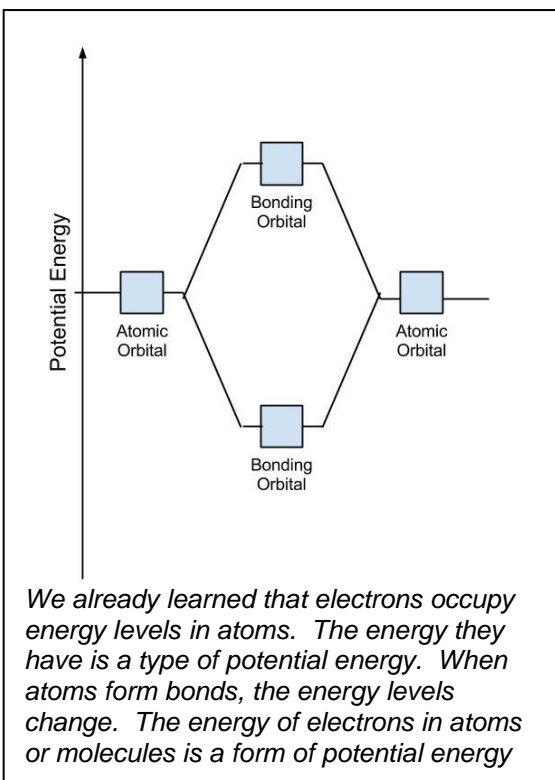 Potential Energy
Bonding
Orbital
Atomic
Orbital
Atomic
Orbital
Bonding
Orbital
We already learned that electrons occupy
energy levels in atoms. The energy they
have is a type of potential energy. When
atoms form bonds, the energy levels
change. The energy of electrons in atoms
or molecules is a form of potential energy